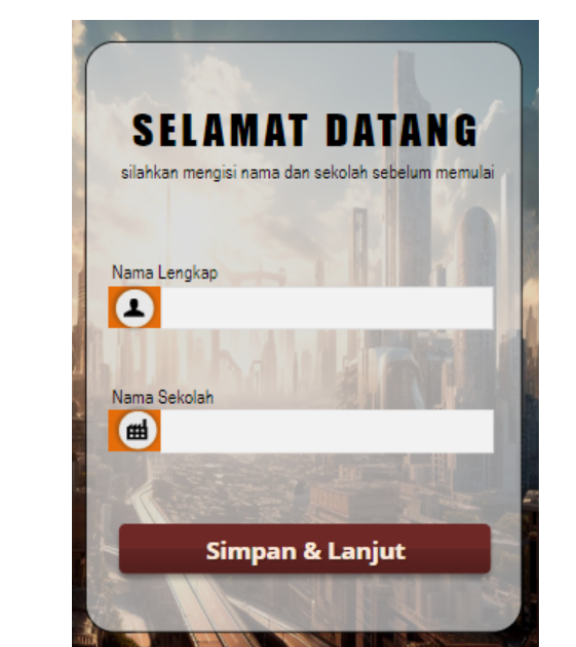 SELAMAT DATANG
silahkan mengisi nama dan sekolah sebelum memulai
Nama Lengkap
Nama Sekolah
Simpan & Lanjut